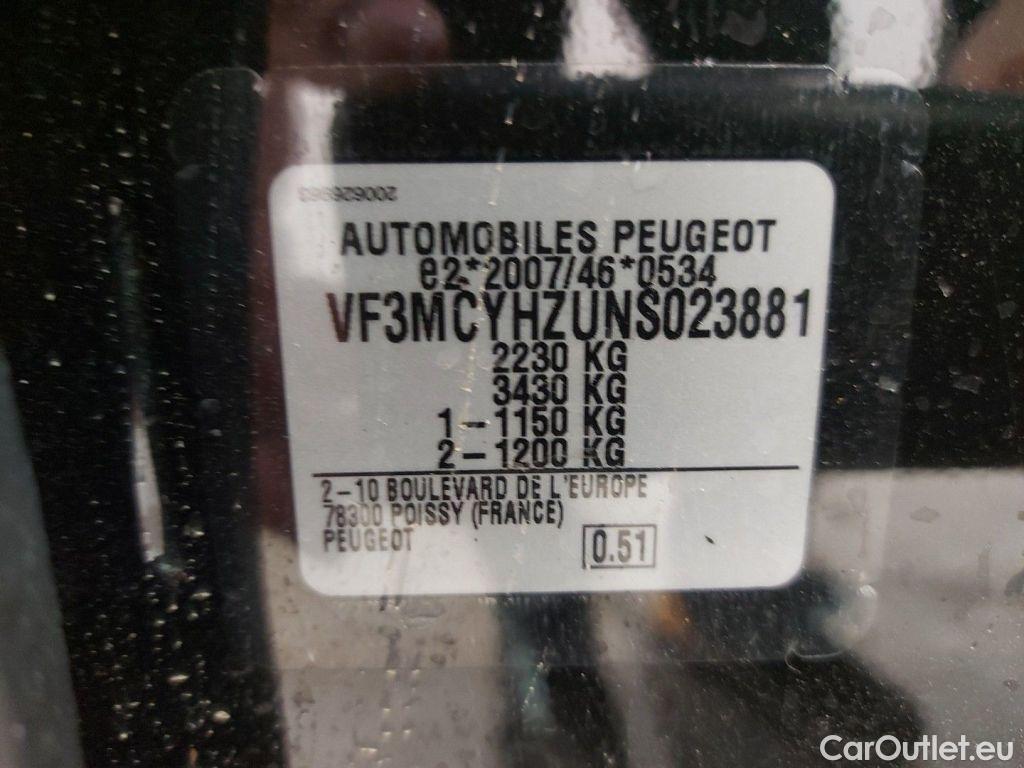 200626963
AUTOMOBILES PEUGEOT
e2*2007/46*0534
VF3MCYHZUNS023881
2230 KG
3430 KG
1-1150 KG
2-1200 KG
2-10 BOULEVARD DE L'EUROPE
78300 POISSY (FRANCE)
PEUGEOT
0.51
CarOutlet.eu